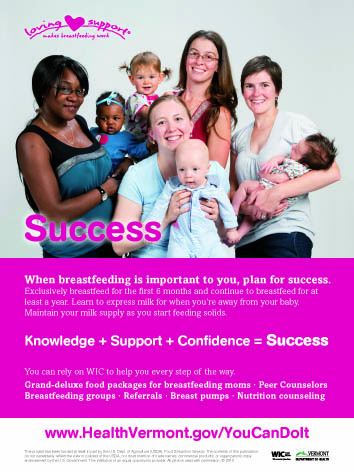 loving support®
makes breastfeeding work
Success
When breastfeeding is important to you, plan for success.
Exclusively breastfeed for the first 6 months and continue to breastfeed for at
least a year. Learn to express milk for when you're away from your baby.
Maintain your milk supply as you start feeding solids.
Knowledge + Support + Confidence = Success
You can rely on WIC to help you every step of the way.
Grand-deluxe food packages for breastfeeding moms · Peer Counselors
Breastfeeding groups · Referrals · Breast pumps · Nutrition counseling
www.HealthVermont.gov/YouCanDoIt
WIC
VERMONT
DEPARTMENT OF HEALTH